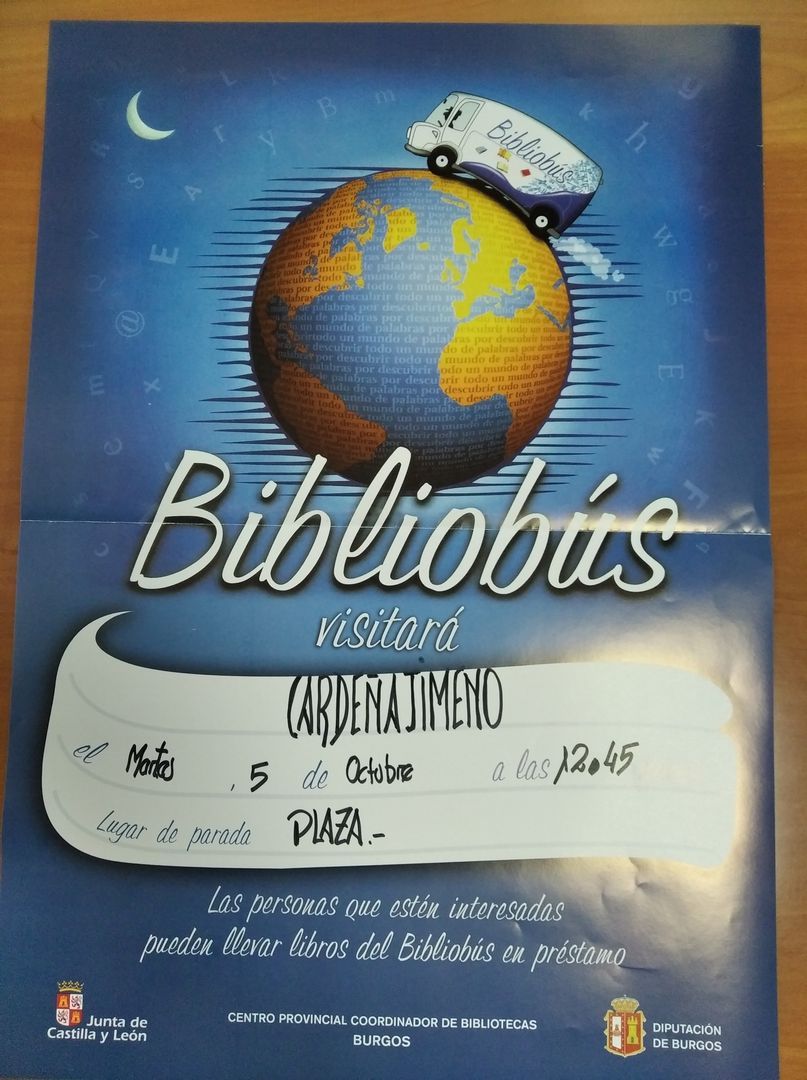 Bibliobús
Bibliobús
visitará
CARDEÑAJIMENO
el Martes, 5 de Octubre a las 12.45
Lugar de parada PLAZA.-
Las personas que estén interesadas
pueden llevar libros del Bibliobús en préstamo
Junta de
Castilla y León
CENTRO PROVINCIAL COORDINADOR DE BIBLIOTECAS
BURGOS
DIPUTACIÓN
DE BURGOS